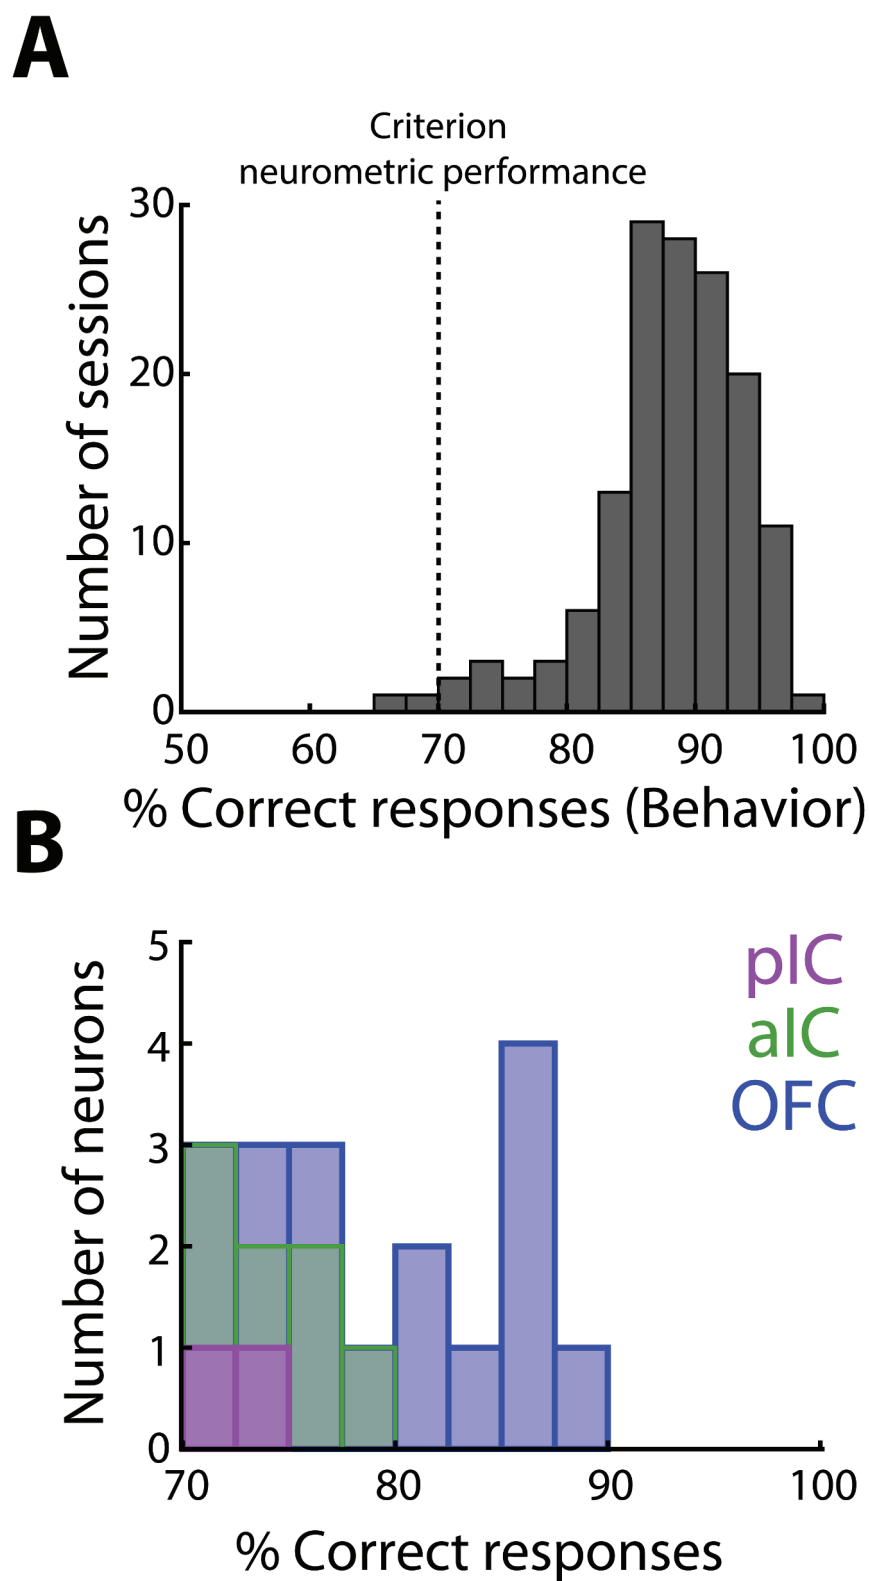 A
Criterion
neurometric performance
Number of sessions
30
20
10
0
50 60 70 80 90 100
% Correct responses (Behavior)
B
pIC
aIC
OFC
Number of neurons
5
4
3
2
1
0
70 80 90 100
% Correct responses